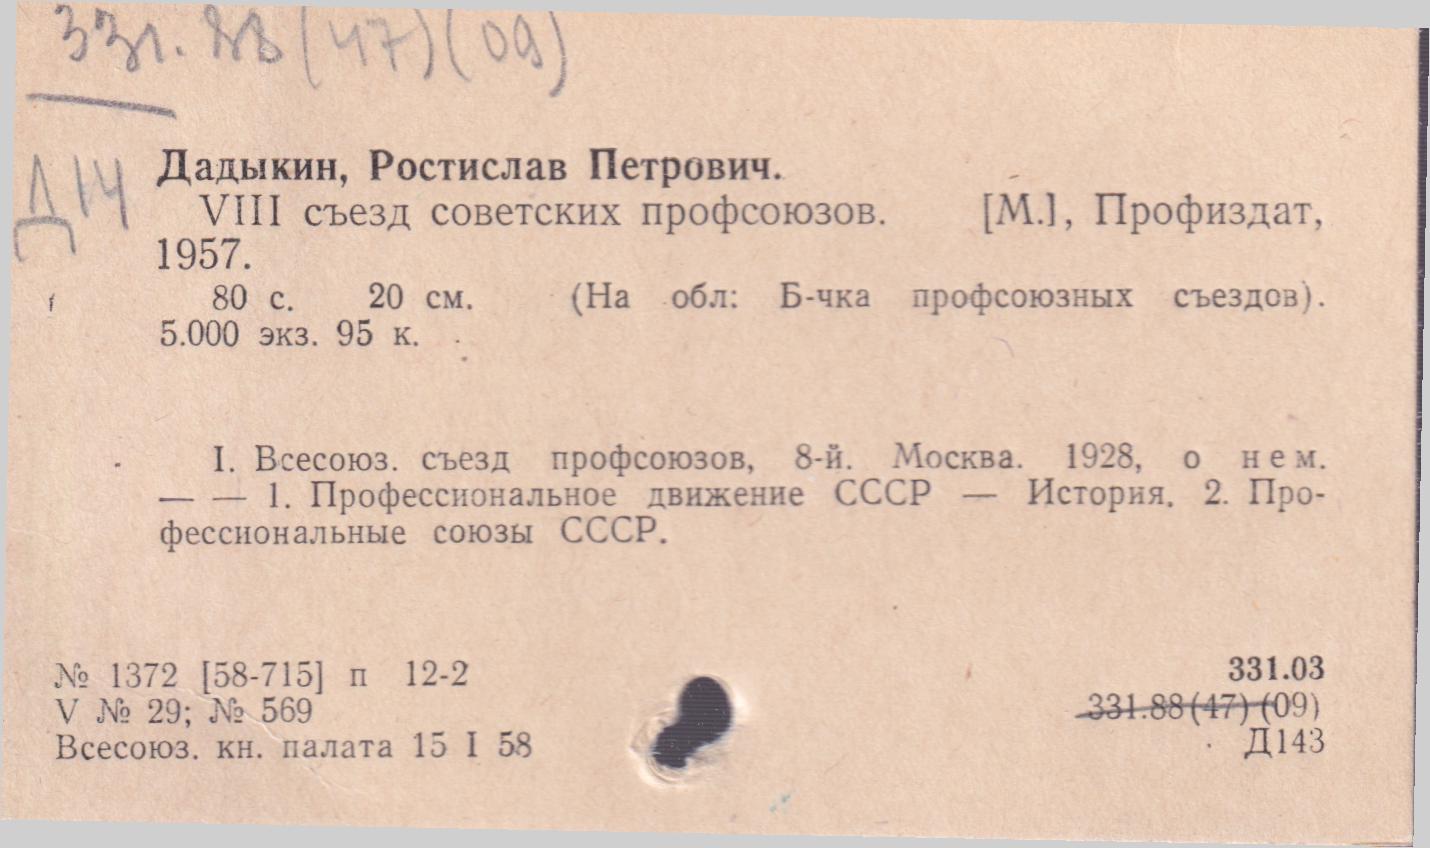 331.88(47)(09)
Д14
Дадыкин, Ростислав Петрович.
VIII съезд советских профсоюзов. [М.], Профиздат,
1957.
80 с. 20 см. (На обл: Б-чка профсоюзных съездов).
5.000 экз. 95 к.
I. Всесоюз. съезд профсоюзов, 8-й. Москва. 1928, о нем.
— — 1. Профессиональное движение СССР — История. 2. Про-
фессиональные союзы СССР.
№ 1372 [58-715] п 12-2
V № 29; № 569
Всесоюз. кн. палата 15 I 58
331.03
331.88(47)(09)
Д143